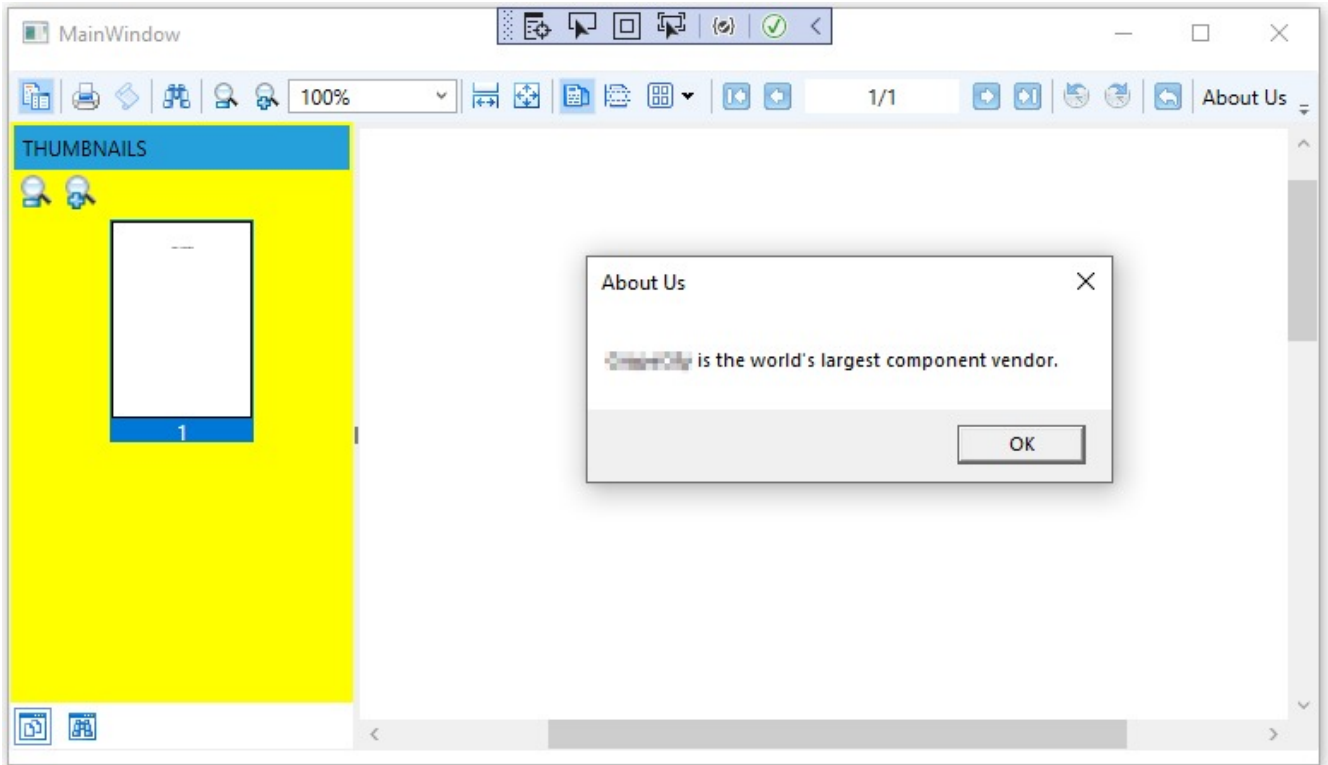 MainWindow
100%
1/1
About Us
THUMBNAILS
1
About Us
is the world's largest component vendor.
OK